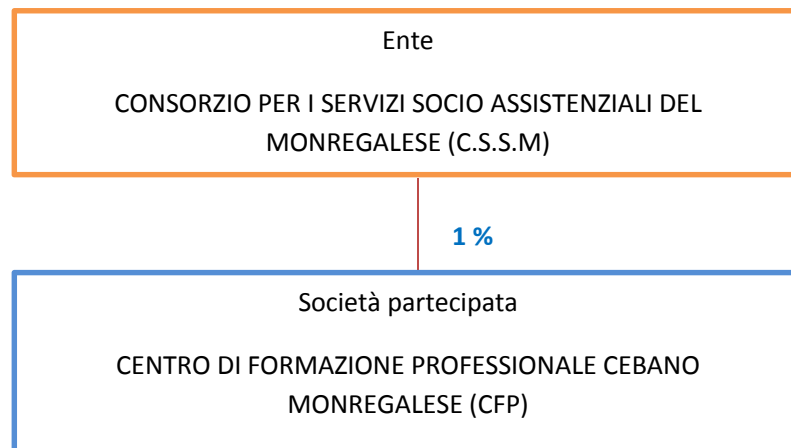 Ente
CONSORZIO PER I SERVIZI SOCIO ASSISTENZIALI DEL
MONREGALESE (C.S.S.M)
1 %
Società partecipata
CENTRO DI FORMAZIONE PROFESSIONALE CEBANO
MONREGALESE (CFP)